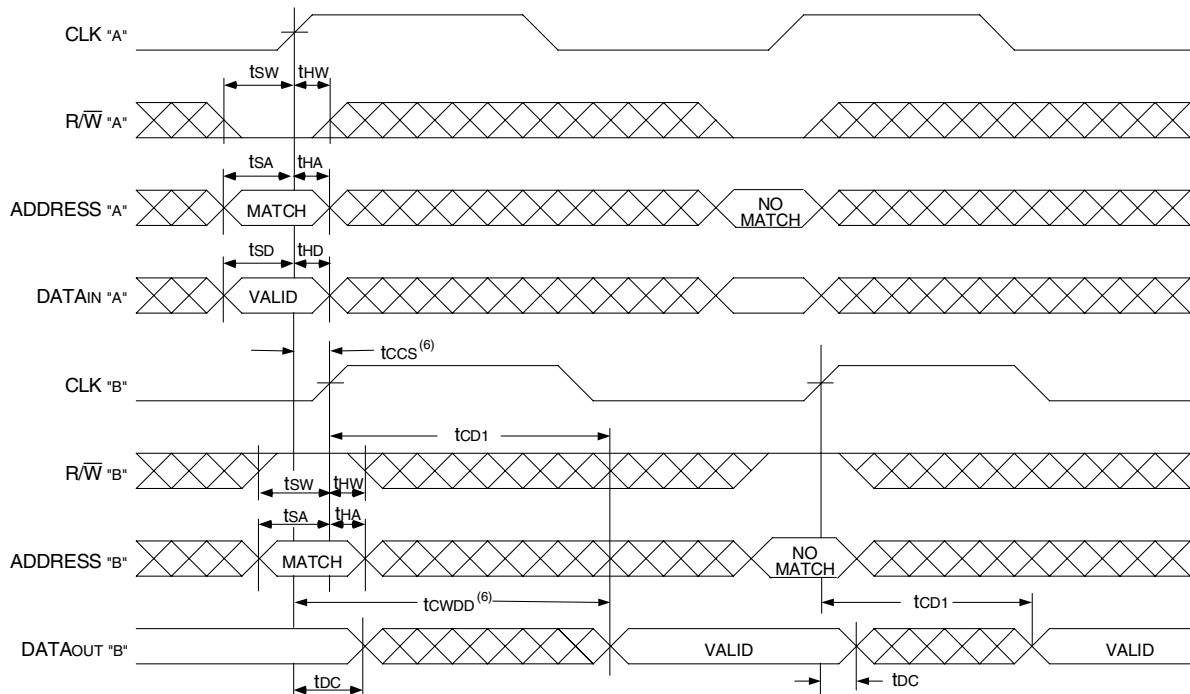 CLK "A"
tSW tHW
R/W̅ "A"
tSA tHA
ADDRESS "A" MATCH NO MATCH
tSD tHD
DATAIN "A" VALID
tCCS(6)
CLK "B"
tCD1
R/W̅ "B"
tSW tHW
tSA tHA
ADDRESS "B" MATCH NO MATCH
tCWDD(6) tCD1
DATAOUT "B" VALID VALID
tDC tDC